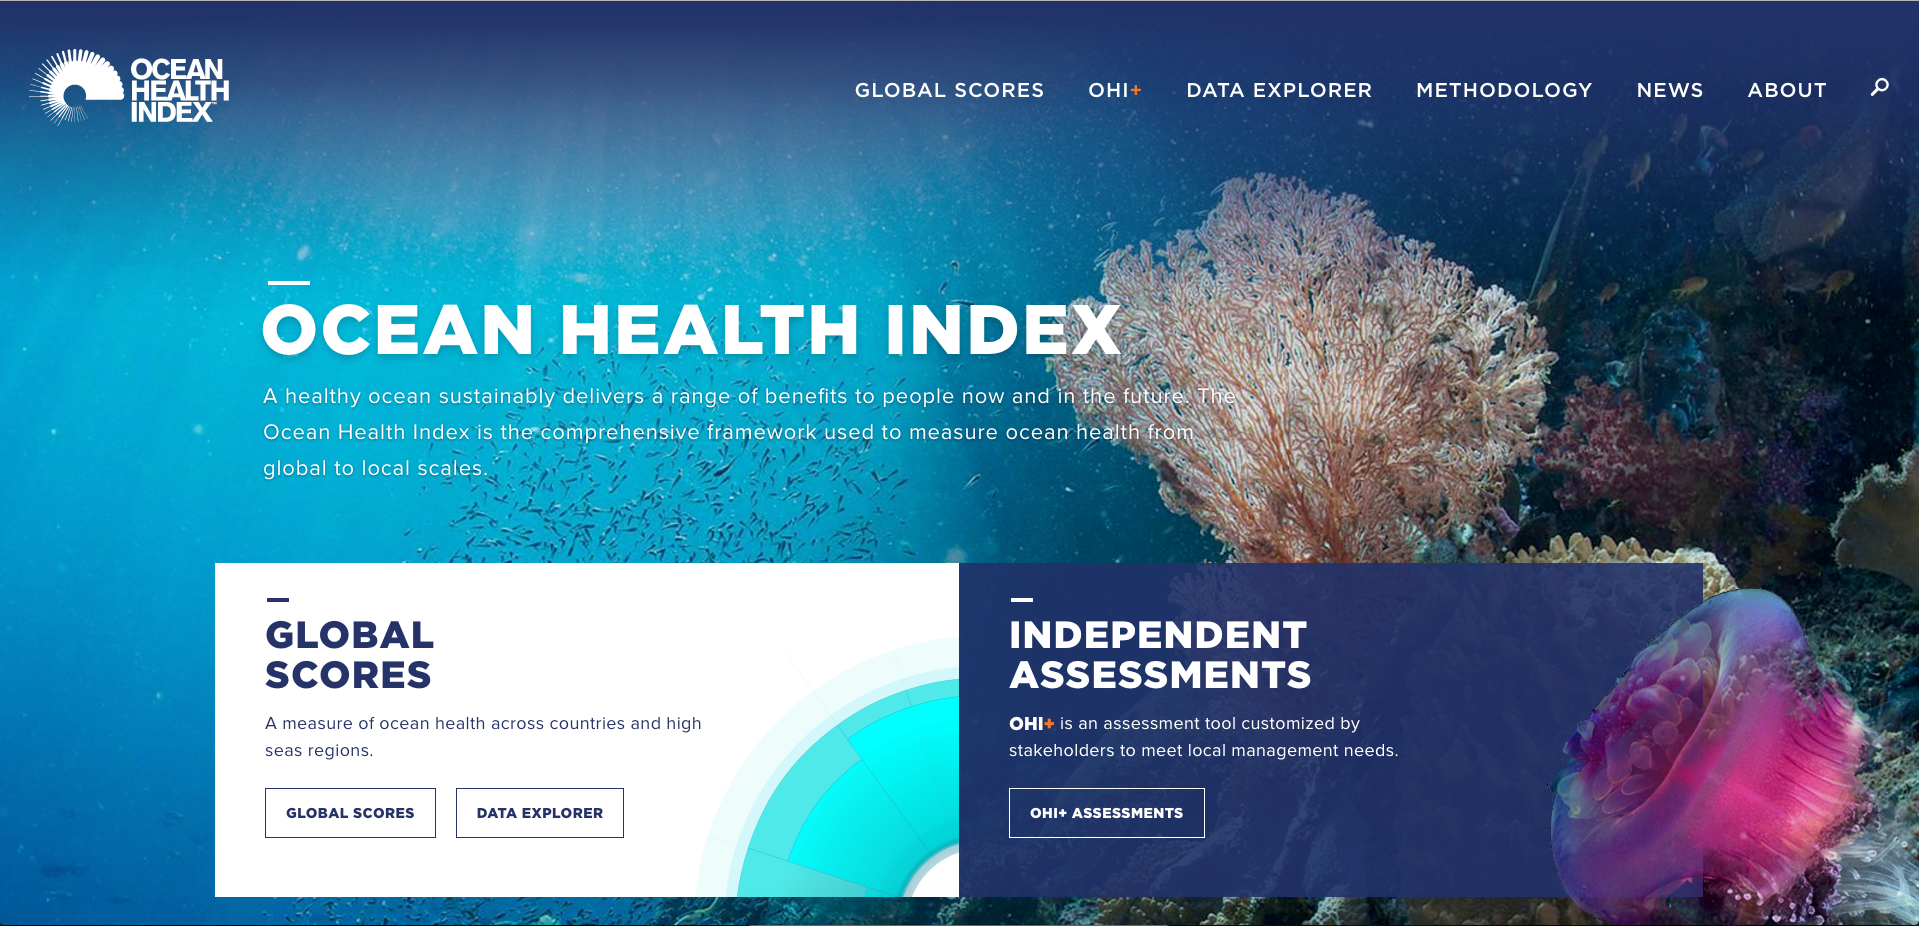 OCEAN
HEALTH
INDEX™
GLOBAL SCORES OHI+ DATA EXPLORER METHODOLOGY NEWS ABOUT
OCEAN HEALTH INDEX
A healthy ocean sustainably delivers a range of benefits to people now and in the future. The
Ocean Health Index is the comprehensive framework used to measure ocean health from
global to local scales.
GLOBAL
SCORES
A measure of ocean health across countries and high
seas regions.
GLOBAL SCORES DATA EXPLORER
INDEPENDENT
ASSESSMENTS
OHI+ is an assessment tool customized by
stakeholders to meet local management needs.
OHI+ ASSESSMENTS